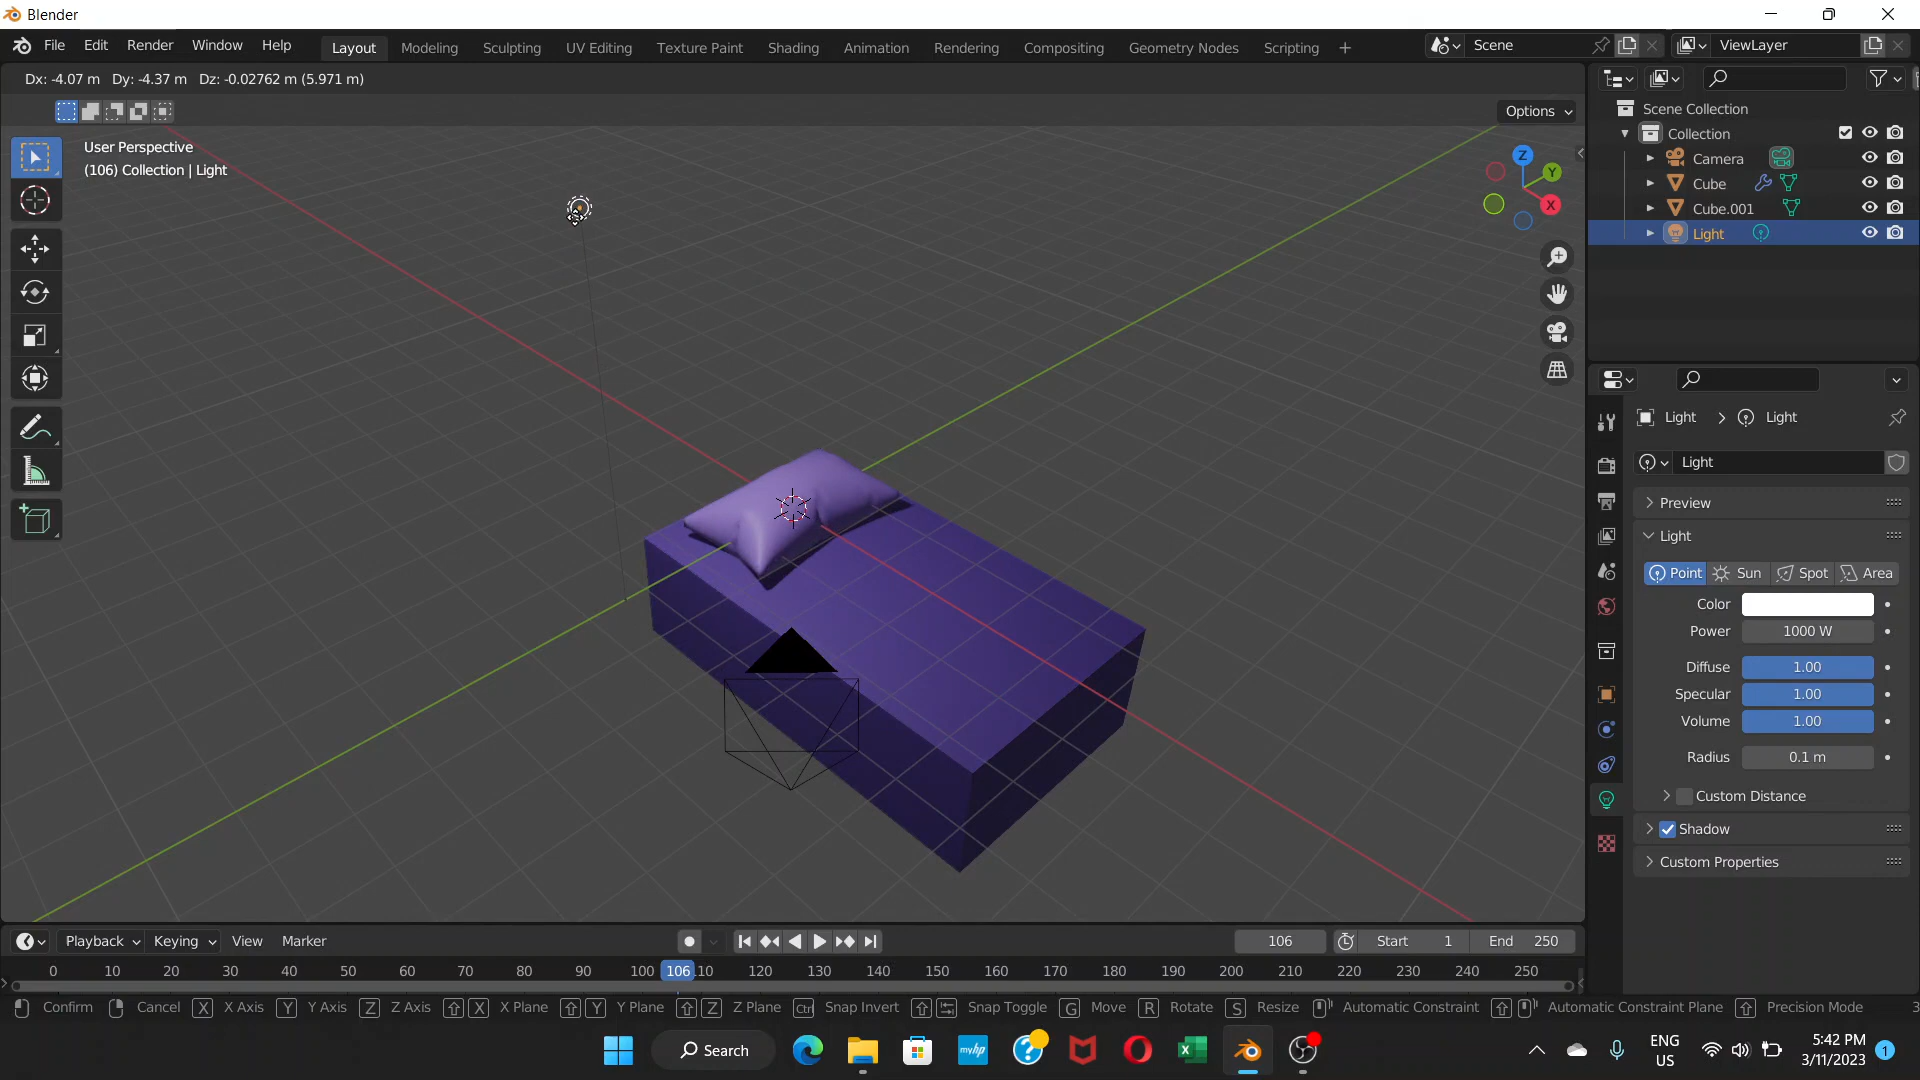 Blender
File Edit Render Window Help Layout Modeling Sculpting UV Editing Texture Paint Shading Animation Rendering Compositing Geometry Nodes Scripting + Scene ViewLayer
Dx: -4.07 m Dy: -4.37 m Dz: -0.02762 m (5.971 m)
Options
User Perspective
(106) Collection | Light
Z
Y
X
Scene Collection
Collection
Camera
Cube
Cube.001
Light
Light > Light
Light
Preview
Light
Point Sun Spot Area
Color
Power 1000 W
Diffuse 1.00
Specular 1.00
Volume 1.00
Radius 0.1 m
Custom Distance
Shadow
Custom Properties
Playback Keying View Marker 106 Start 1 End 250
0 10 20 30 40 50 60 70 80 90 100 106 10 120 130 140 150 160 170 180 190 200 210 220 230 240 250
Confirm Cancel X X Axis Y Y Axis Z Z Axis X X Plane Y Y Plane Z Z Plane Ctrl Snap Invert Snap Toggle G Move R Rotate S Resize Automatic Constraint Automatic Constraint Plane Precision Mode
Search myhp ENG
US
5:42 PM
3/11/2023
1